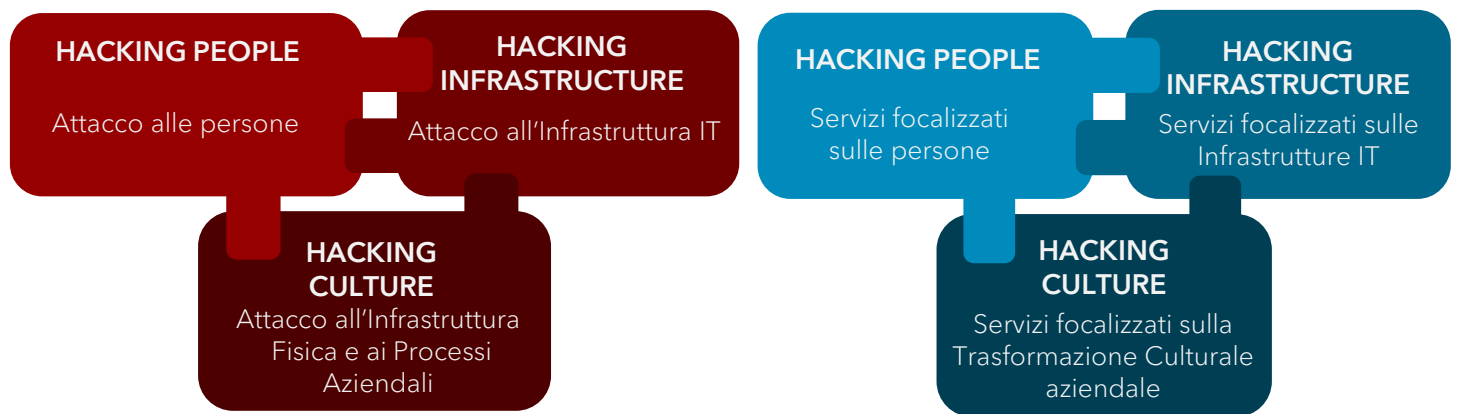 HACKING PEOPLE
Attacco alle persone
HACKING
INFRASTRUCTURE
Attacco all'Infrastruttura IT
HACKING
CULTURE
Attacco all'Infrastruttura
Fisica e ai Processi
Aziendali
HACKING PEOPLE
Servizi focalizzati
sulle persone
HACKING
INFRASTRUCTURE
Servizi focalizzati sulle
Infrastrutture IT
HACKING
CULTURE
Servizi focalizzati sulla
Trasformazione Culturale
aziendale